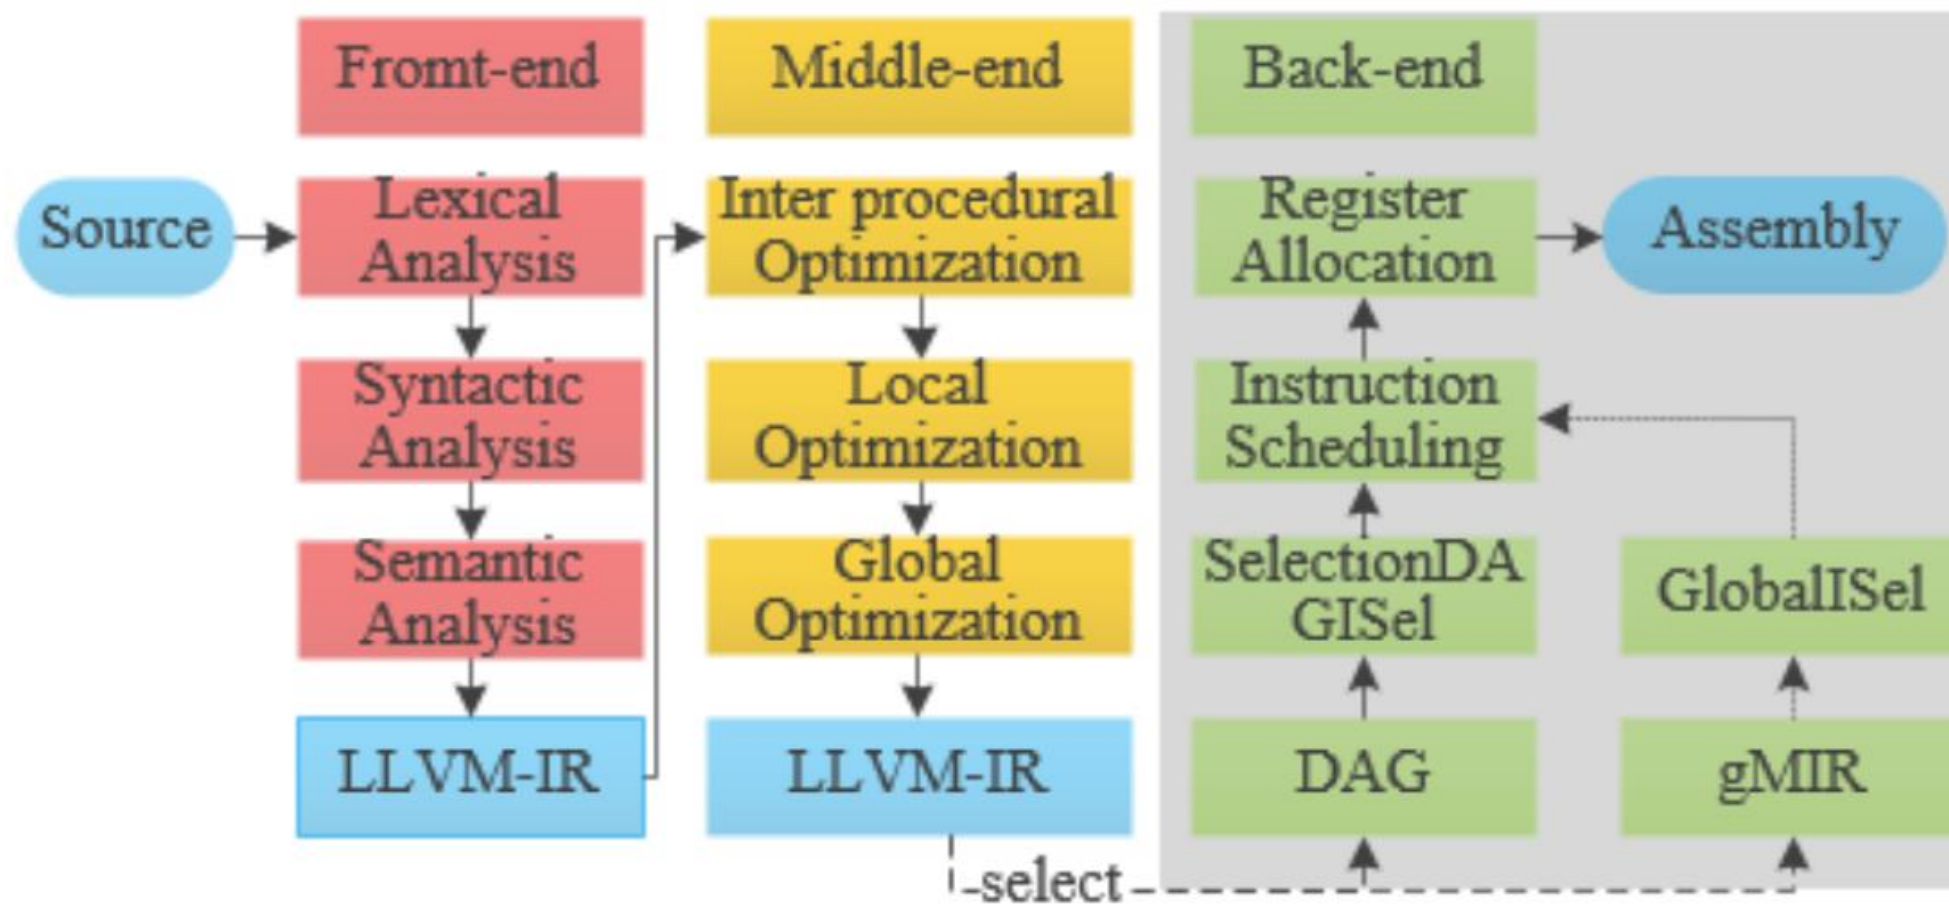 Fromt-end
Middle-end
Back-end
Source
Lexical
Analysis
Inter procedural
Optimization
Register
Allocation
Assembly
Syntactic
Analysis
Local
Optimization
Instruction
Scheduling
Semantic
Analysis
Global
Optimization
SelectionDA
GISel
GlobalISel
LLVM-IR
LLVM-IR
DAG
gMIR
select